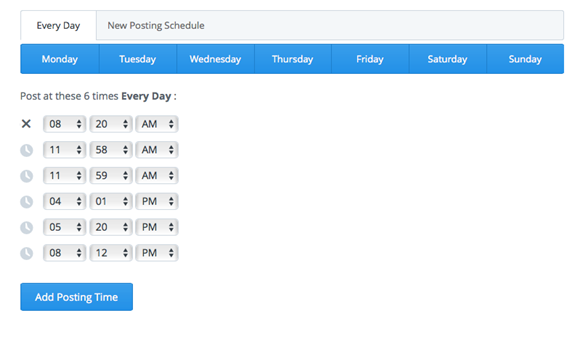 Every Day New Posting Schedule
Monday Tuesday Wednesday Thursday Friday Saturday Sunday
Post at these 6 times Every Day :
08 20 AM
11 58 AM
11 59 AM
04 01 PM
05 20 PM
08 12 PM
Add Posting Time